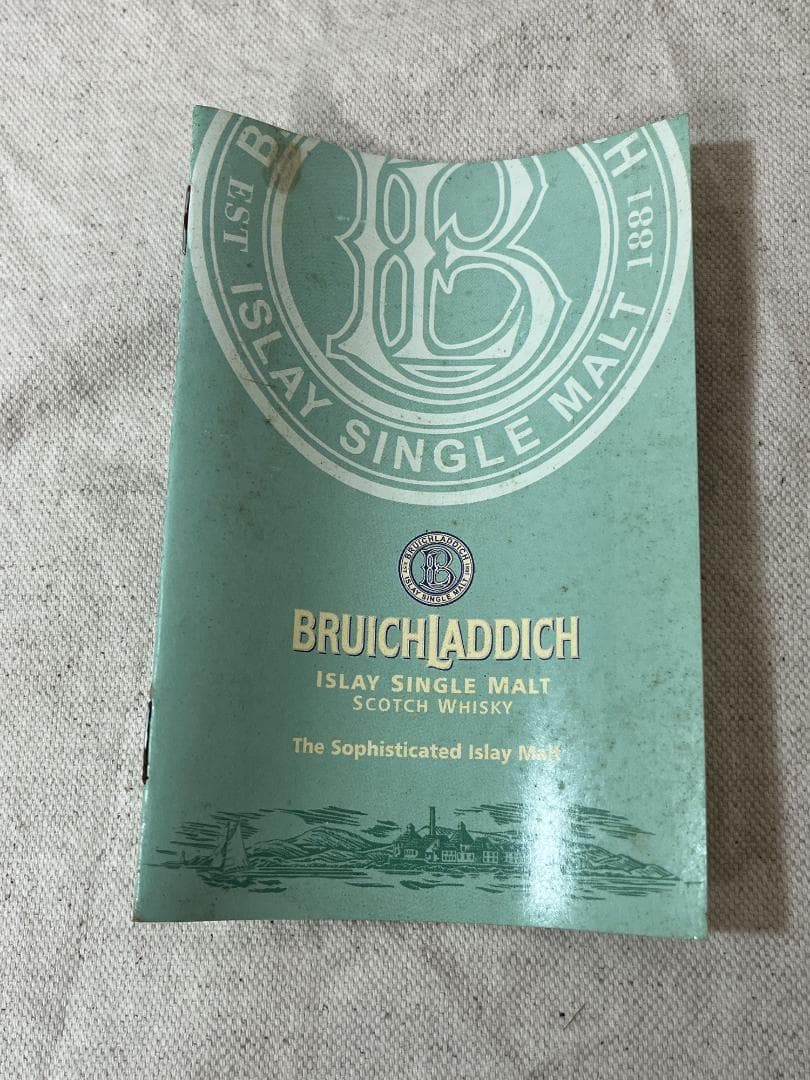 EST
1881
ISLAY SINGLE MALT
BRUICHLADDICH
ISLAY SINGLE MALT
BRUICHLADDICH
ISLAY SINGLE MALT
SCOTCH WHISKY
The Sophisticated Islay Malt